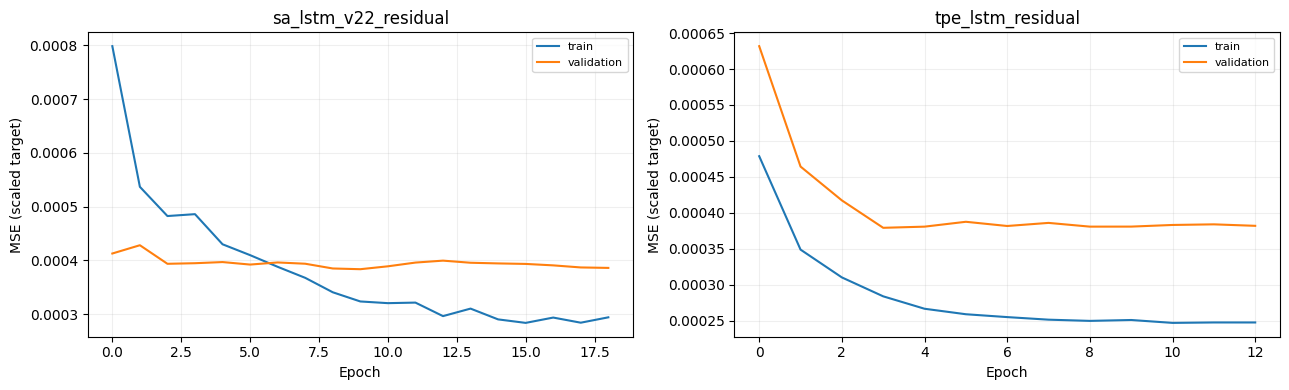 sa_lstm_v22_residual
train
validation
MSE (scaled target)
0.0008
0.0007
0.0006
0.0005
0.0004
0.0003
0.0 2.5 5.0 7.5 10.0 12.5 15.0 17.5
Epoch
tpe_lstm_residual
train
validation
MSE (scaled target)
0.00065
0.00060
0.00055
0.00050
0.00045
0.00040
0.00035
0.00030
0.00025
0 2 4 6 8 10 12
Epoch